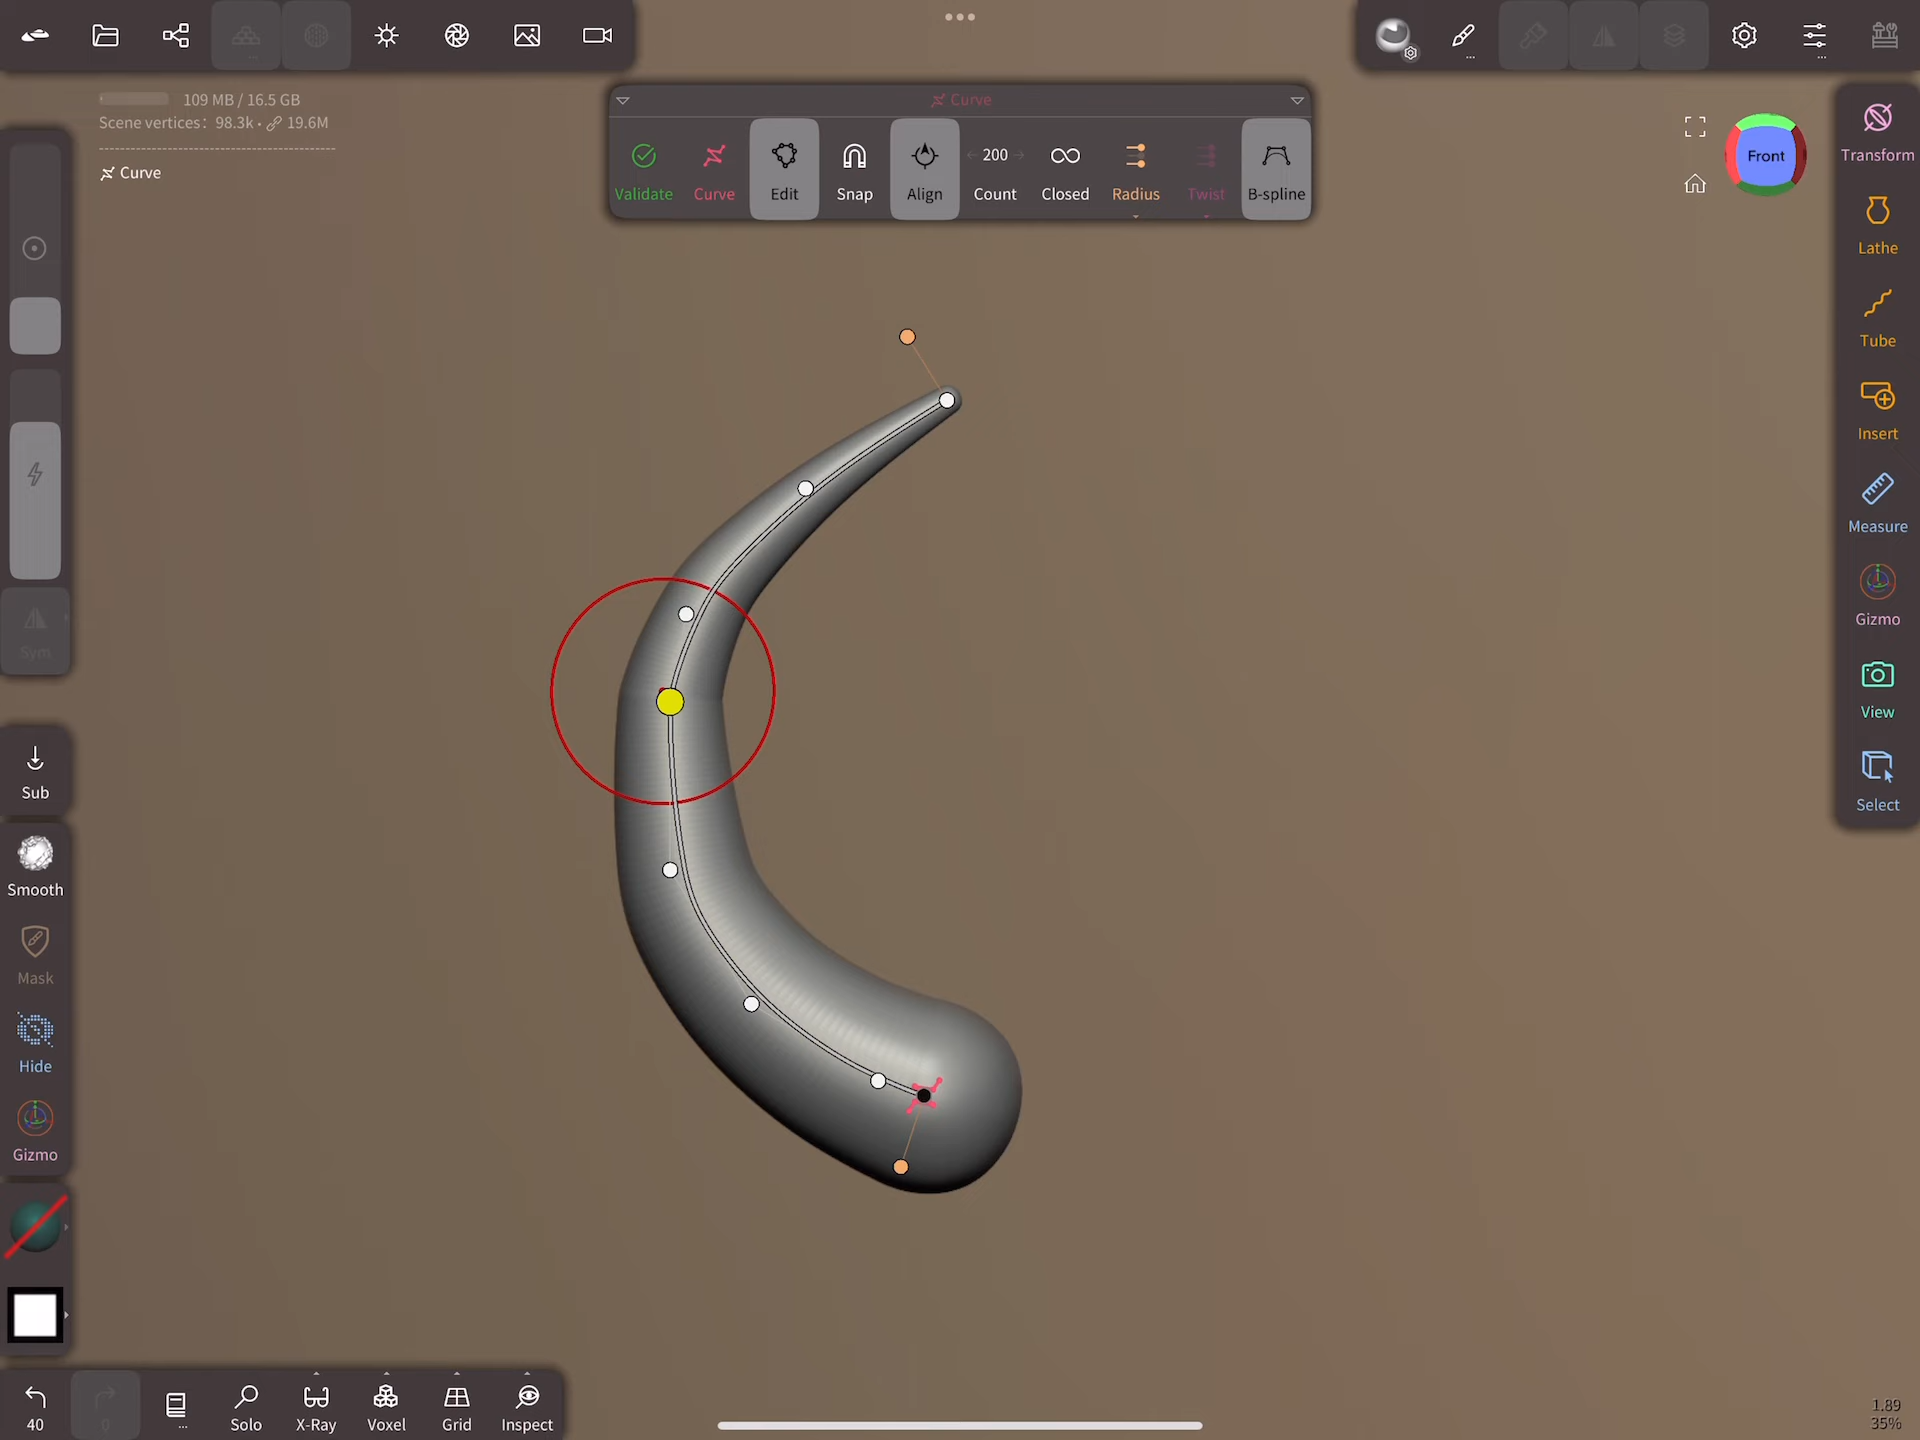 109 MB / 16.5 GB
Scene vertices: 98.3k • 19.6M
Curve
Curve
Validate
Curve
Edit
Snap
Align
200
Count
Closed
Radius
Twist
B-spline
Front
Transform
Lathe
Tube
Insert
Measure
Gizmo
View
Select
Sym
Sub
Smooth
Mask
Hide
Gizmo
40
0
Solo
X-Ray
Voxel
Grid
Inspect
1.89
35%